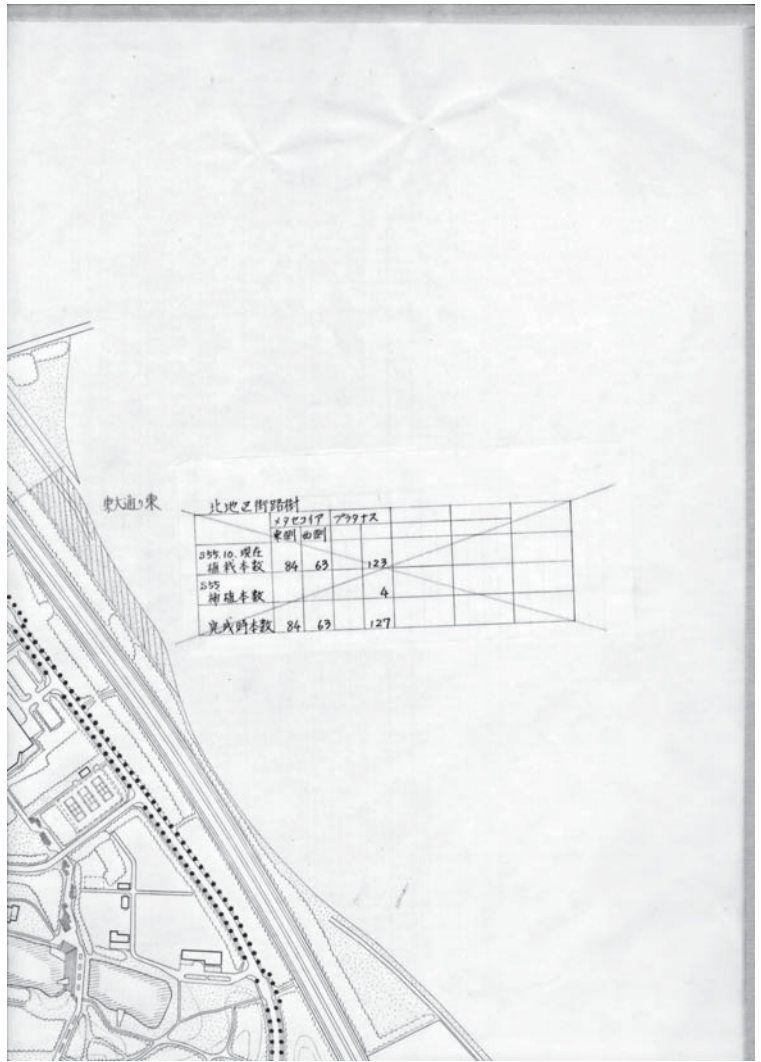 東大通り東
北地区街路樹
メタセコイア プラタナス
東側 西側
S55.10.現在
植栽本数 84 63 123
S55
補植本数 4
完成時本数 84 63 127